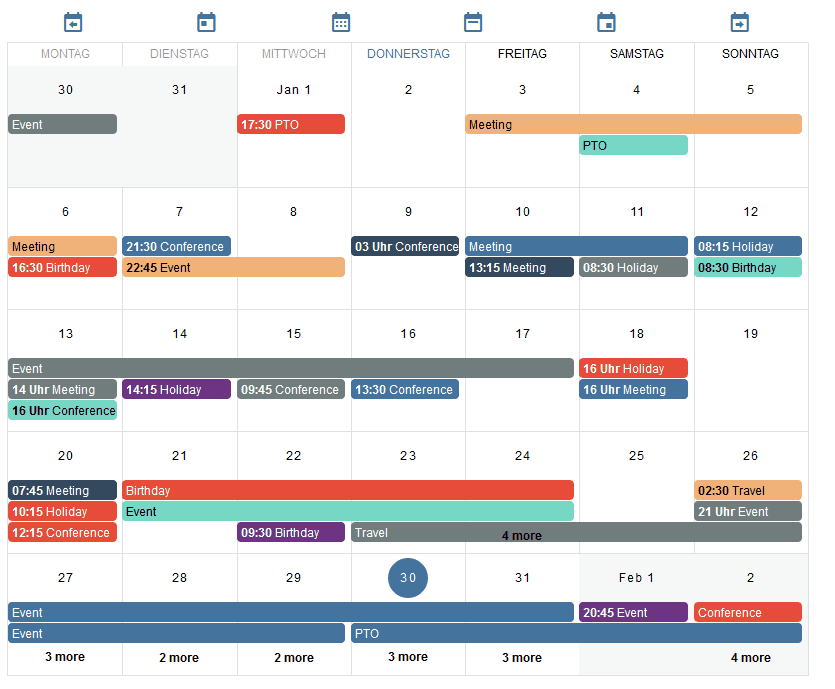 MONTAG DIENSTAG MITTWOCH DONNERSTAG FREITAG SAMSTAG SONNTAG
30 31 Jan 1 2 3 4 5
Event 17:30 PTO Meeting
PTO
6 7 8 9 10 11 12
Meeting 21:30 Conference 03 Uhr Conference Meeting 08:15 Holiday
16:30 Birthday 22:45 Event 13:15 Meeting 08:30 Holiday 08:30 Birthday
13 14 15 16 17 18 19
Event 16 Uhr Holiday
14 Uhr Meeting 14:15 Holiday 09:45 Conference 13:30 Conference 16 Uhr Meeting
16 Uhr Conference
20 21 22 23 24 25 26
07:45 Meeting Birthday 02:30 Travel
10:15 Holiday Event 21 Uhr Event
12:15 Conference 09:30 Birthday Travel 4 more
27 28 29 30 31 Feb 1 2
Event 20:45 Event Conference
Event PTO
3 more 2 more 2 more 3 more 3 more 4 more